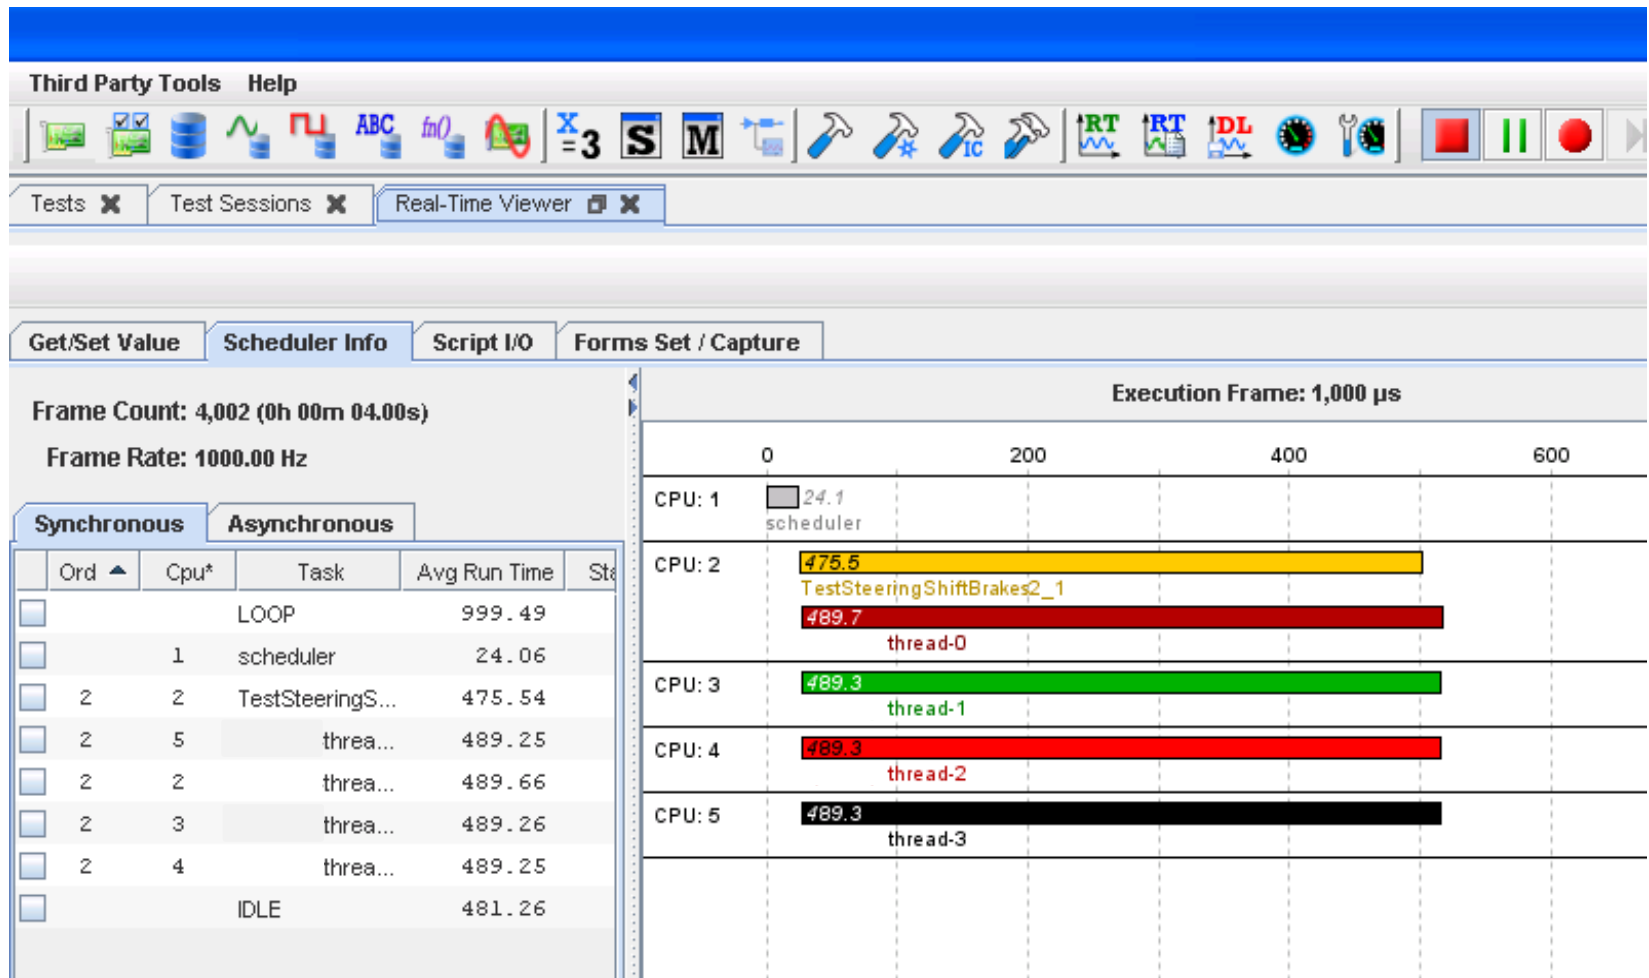 Third Party Tools Help
ABC fn() X =3 S M IC RT RT DL
Tests Test Sessions Real-Time Viewer
Get/Set Value Scheduler Info Script I/O Forms Set / Capture
Frame Count: 4,002 (0h 00m 04.00s)
Frame Rate: 1000.00 Hz
Synchronous Asynchronous
Ord Cpu* Task Avg Run Time Sta
LOOP 999.49
1 scheduler 24.06
2 2 TestSteeringS... 475.54
2 5 threa... 489.25
2 2 threa... 489.66
2 3 threa... 489.26
2 4 threa... 489.25
IDLE 481.26
Execution Frame: 1,000 µs
0 200 400 600
CPU: 1 24.1
scheduler
CPU: 2 475.5
TestSteeringShiftBrakes2_1
489.7
thread-0
CPU: 3 489.3
thread-1
CPU: 4 489.3
thread-2
CPU: 5 489.3
thread-3